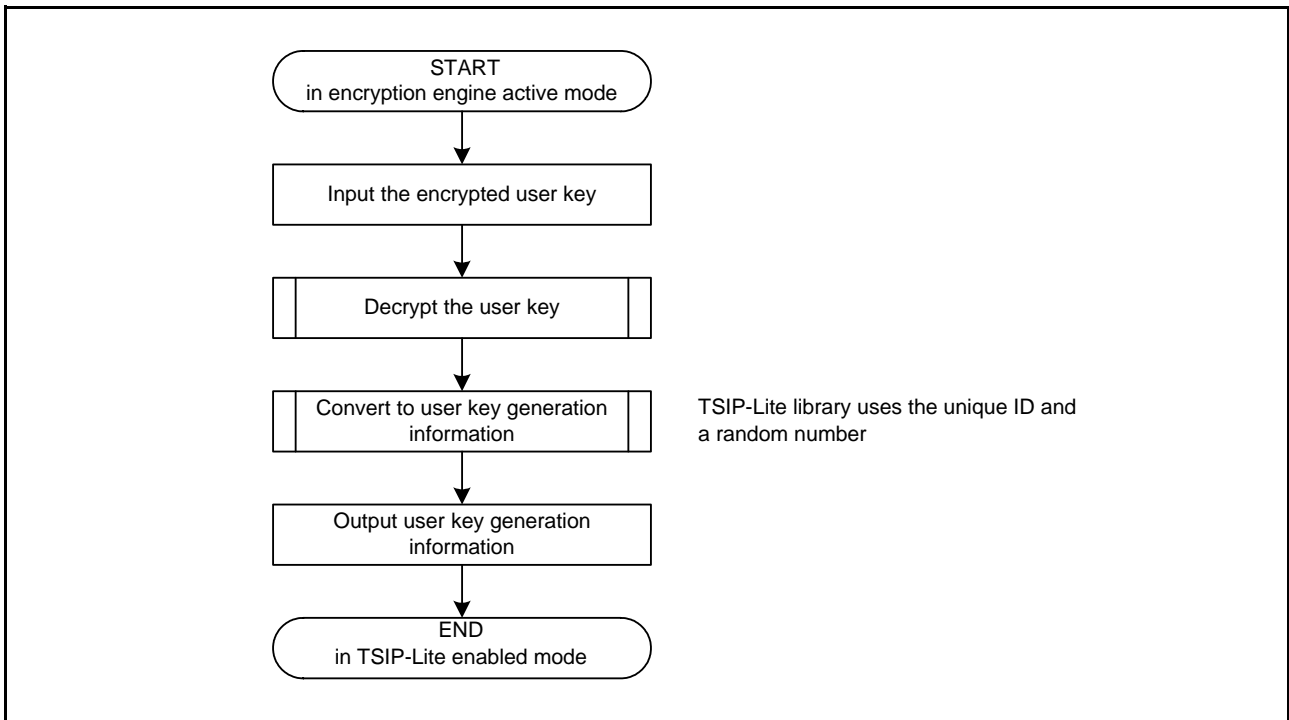 START
in encryption engine active mode
Input the encrypted user key
Decrypt the user key
Convert to user key generation
information
TSIP-Lite library uses the unique ID and
a random number
Output user key generation
information
END
in TSIP-Lite enabled mode